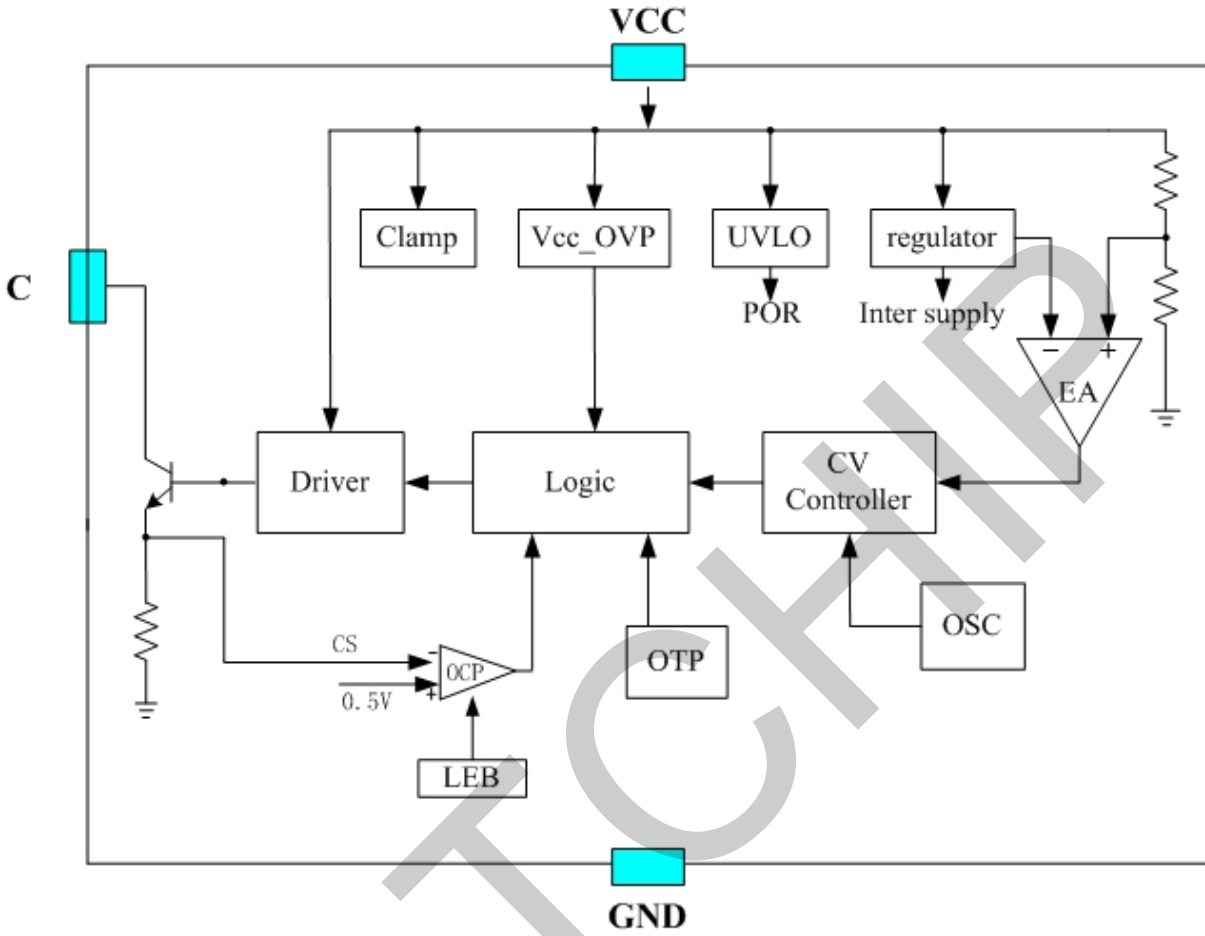 VCC
Clamp
Vcc_OVP
UVLO
regulator
C
POR
Inter supply
− +
EA
Driver
Logic
CV
Controller
CS
−
OCP
+
0.5V
OTP
OSC
LEB
GND
TCHIP